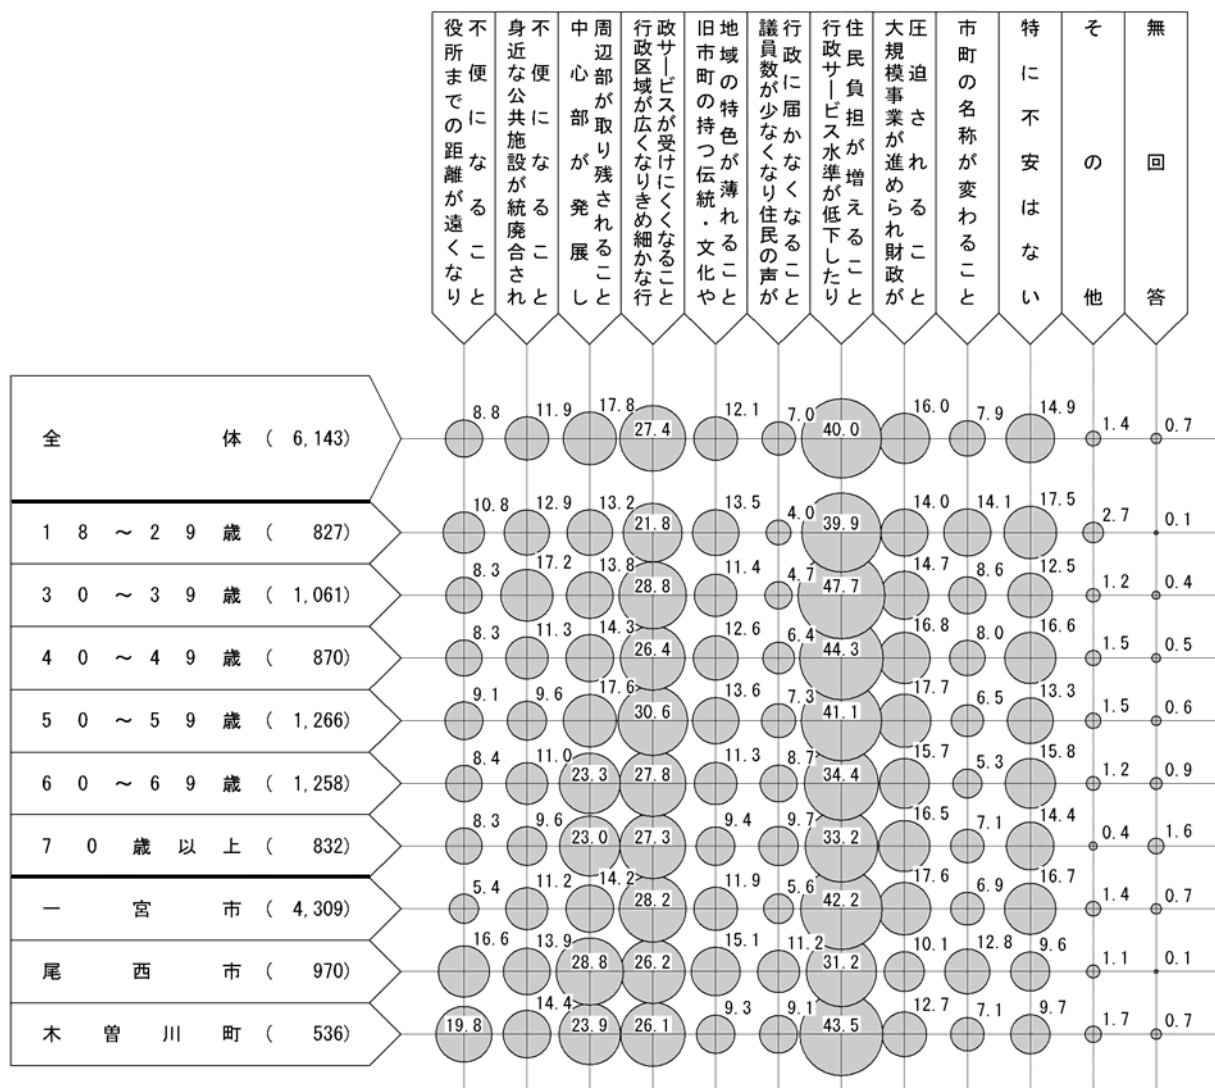 役所までの距離が遠くなり
不便になること
身近な公共施設が統廃合され
不便になること
中心部が発展し
周辺部が取り残されること
行政区域が広くなりきめ細かな行
政サービスが受けにくくなること
旧市町の持つ伝統・文化や
地域の特色が薄れること
議員数が少なくなり住民の声が
行政に届かなくなること
行政サービス水準が低下したり
住民負担が増えること
大規模事業が進められ財政が
圧迫されること
市町の名称が変わること
特に不安はない
その他
無回答
全体(6,143) 8.8 11.9 17.8 27.4 12.1 7.0 40.0 16.0 7.9 14.9 1.4 0.7
18～29歳(827) 10.8 12.9 13.2 21.8 13.5 4.0 39.9 14.0 14.1 17.5 2.7 0.1
30～39歳(1,061) 8.3 17.2 13.8 28.8 11.4 4.7 47.7 14.7 8.6 12.5 1.2 0.4
40～49歳(870) 8.3 11.3 14.3 26.4 12.6 6.4 44.3 16.8 8.0 16.6 1.5 0.5
50～59歳(1,266) 9.1 9.6 17.6 30.6 13.6 7.3 41.1 17.7 6.5 13.3 1.5 0.6
60～69歳(1,258) 8.4 11.0 23.3 27.8 11.3 8.7 34.4 15.7 5.3 15.8 1.2 0.9
70歳以上(832) 8.3 9.6 23.0 27.3 9.4 9.7 33.2 16.5 7.1 14.4 0.4 1.6
一宮市(4,309) 5.4 11.2 14.2 28.2 11.9 5.6 42.2 17.6 6.9 16.7 1.4 0.7
尾西市(970) 16.6 13.9 28.8 26.2 15.1 11.2 31.2 10.1 12.8 9.6 1.1 0.1
木曽川町(536) 19.8 14.4 23.9 26.1 9.3 9.1 43.5 12.7 7.1 9.7 1.7 0.7